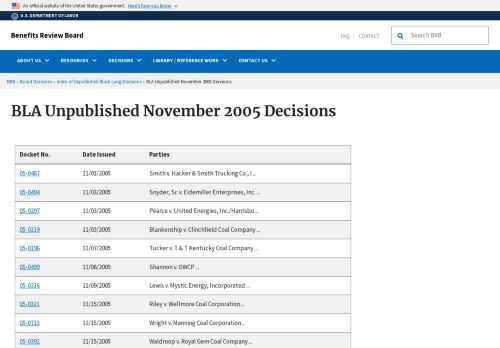 An official website of the United States government. Here's how you know
U.S. DEPARTMENT OF LABOR
Benefits Review Board
FAQ CONTACT
Search BRB
ABOUT US RESOURCES DECISIONS LIBRARY / REFERENCE WORK CONTACT US
BRB › Board Decisions › Index of Unpublished Black Lung Decisions › BLA Unpublished November 2005 Decisions
BLA Unpublished November 2005 Decisions
Docket No. Date Issued Parties
05-0487 11/01/2005 Smith v. Hacker & Smith Trucking Co., I ...
05-0494 11/03/2005 Snyder, Sr. v. Eidemiller Enterprises, Inc. ...
05-0297 11/03/2005 Pearce v. United Energies, Inc./Harrisbu ...
05-0219 11/03/2005 Blankenship v. Clinchfield Coal Company ...
05-0196 11/07/2005 Tucker v. T & T Kentucky Coal Company ...
05-0499 11/08/2005 Shannon v. OWCP ...
05-0316 11/09/2005 Lewis v. Mystic Energy, Incorporated ...
05-0321 11/15/2005 Riley v. Wellmore Coal Corporation ...
05-0713 11/15/2005 Wright v. Manning Coal Corporation ...
05-0392 11/15/2005 Waldroop v. Royal Gem Coal Company ...